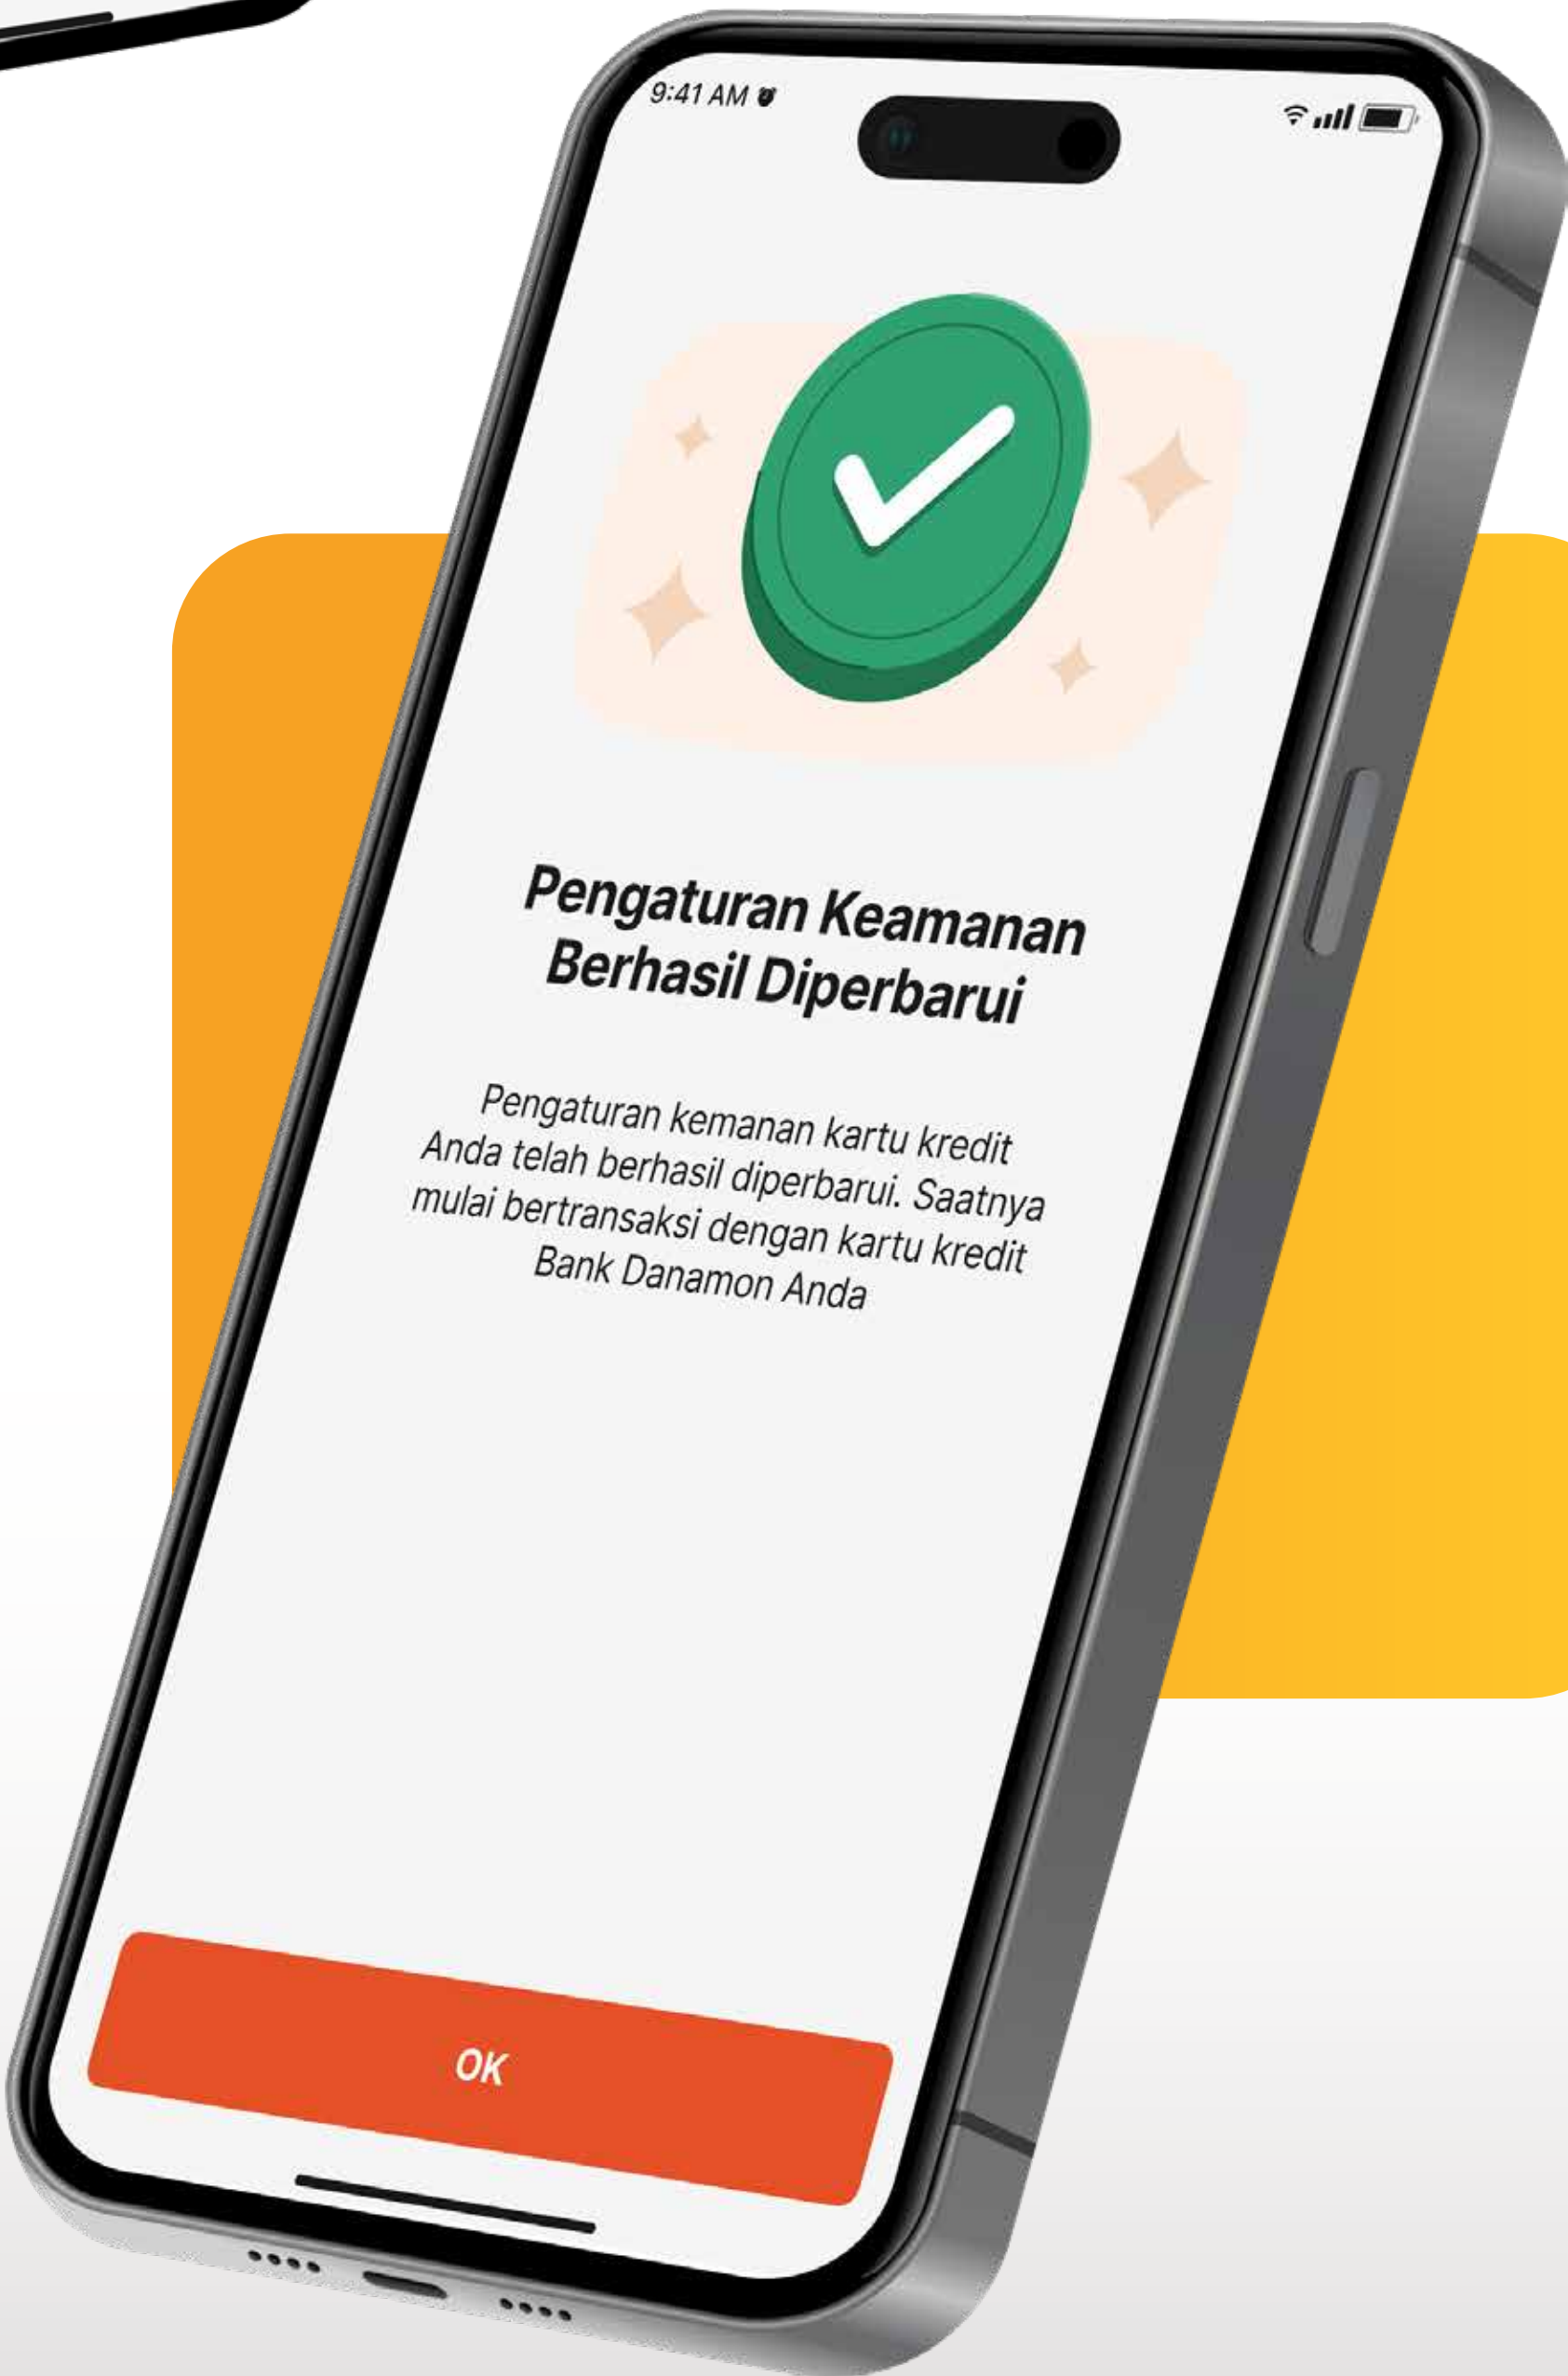 9:41 AM
Pengaturan Keamanan
Berhasil Diperbarui
Pengaturan kemanan kartu kredit
Anda telah berhasil diperbarui. Saatnya
mulai bertransaksi dengan kartu kredit
Bank Danamon Anda
OK